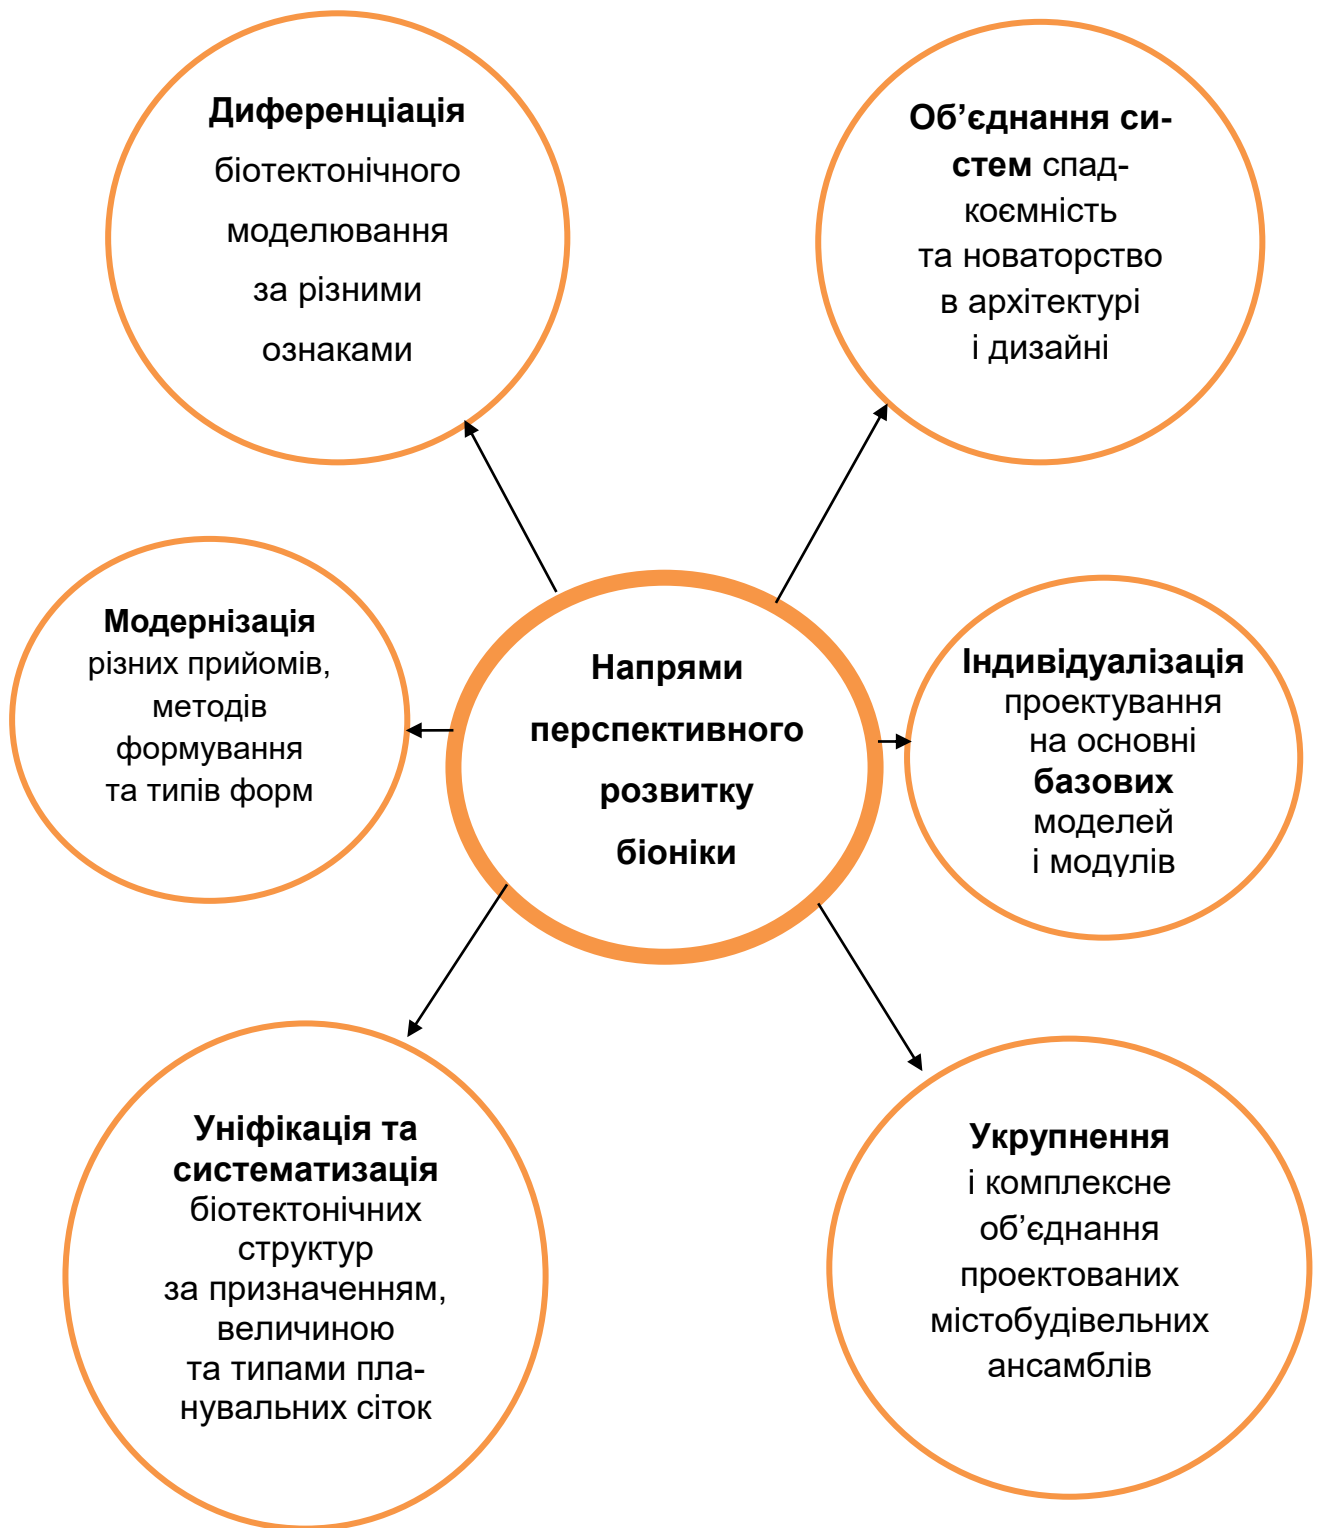 Диференціація
біотектонічного
моделювання
за різними
ознаками
Об’єднання си-
стем спад-
коємність
та новаторство
в архітектурі
і дизайні
Модернізація
різних прийомів,
методів
формування
та типів форм
Напрями
перспективного
розвитку
біоніки
Індивідуалізація
проектування
на основні
базових
моделей
і модулів
Уніфікація та
систематизація
біотектонічних
структур
за призначенням,
величиною
та типами пла-
нувальних сіток
Укрупнення
і комплексне
об’єднання
проектованих
містобудівельних
ансамблів